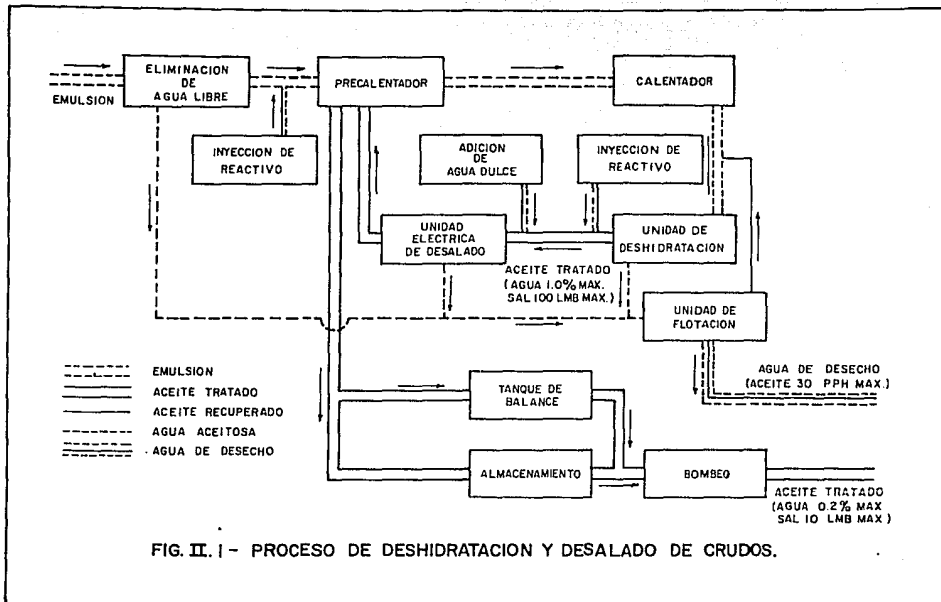 ELIMINACION
DE
AGUA LIBRE
PRECALENTADOR
CALENTADOR
EMULSION
INYECCION DE
REACTIVO
ADICION
DE
AGUA DULCE
INYECCION DE
REACTIVO
UNIDAD
ELECTRICA
DE DESALADO
UNIDAD DE
DESHIDRATACION
ACEITE TRATADO
(AGUA 1.0% MAX.
SAL 100 LMB MAX.)
UNIDAD DE
FLOTACION
AGUA DE DESECHO
(ACEITE 30 PPH MAX.)
EMULSION
ACEITE TRATADO
ACEITE RECUPERADO
AGUA ACEITOSA
AGUA DE DESECHO
TANQUE DE
BALANCE
ALMACENAMIENTO
BOMBEO
ACEITE TRATADO
(AGUA 0.2% MAX
SAL 10 LMB MAX)
FIG. II. 1- PROCESO DE DESHIDRATACION Y DESALADO DE CRUDOS.